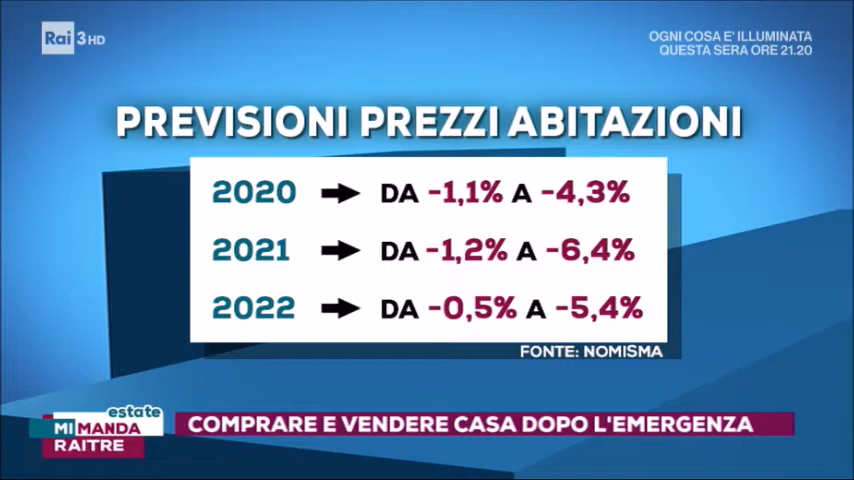 Rai 3HD
OGNI COSA E' ILLUMINATA
QUESTA SERA ORE 21.20
PREVISIONI PREZZI ABITAZIONI
2020 DA -1,1% A -4,3%
2021 DA -1,2% A -6,4%
2022 DA -0,5% A -5,4%
FONTE: NOMISMA
estate
MI MANDA
RAITRE
COMPRARE E VENDERE CASA DOPO L'EMERGENZA